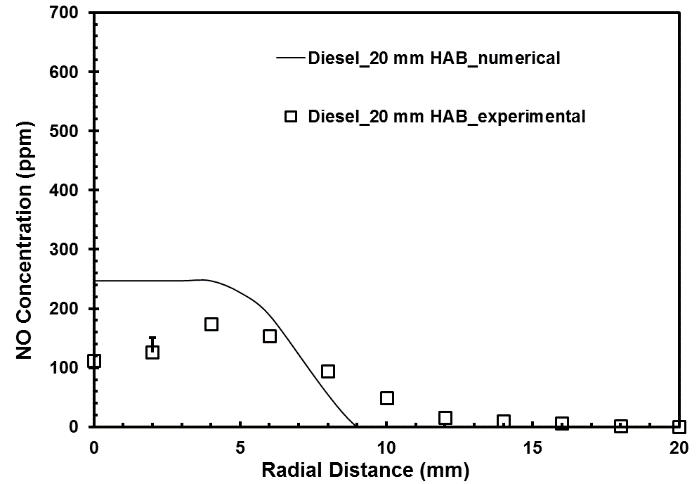 700
600
500
400
300
200
100
0
NO Concentration (ppm)
Diesel_20 mm HAB_numerical
Diesel_20 mm HAB_experimental
0 5 10 15 20
Radial Distance (mm)